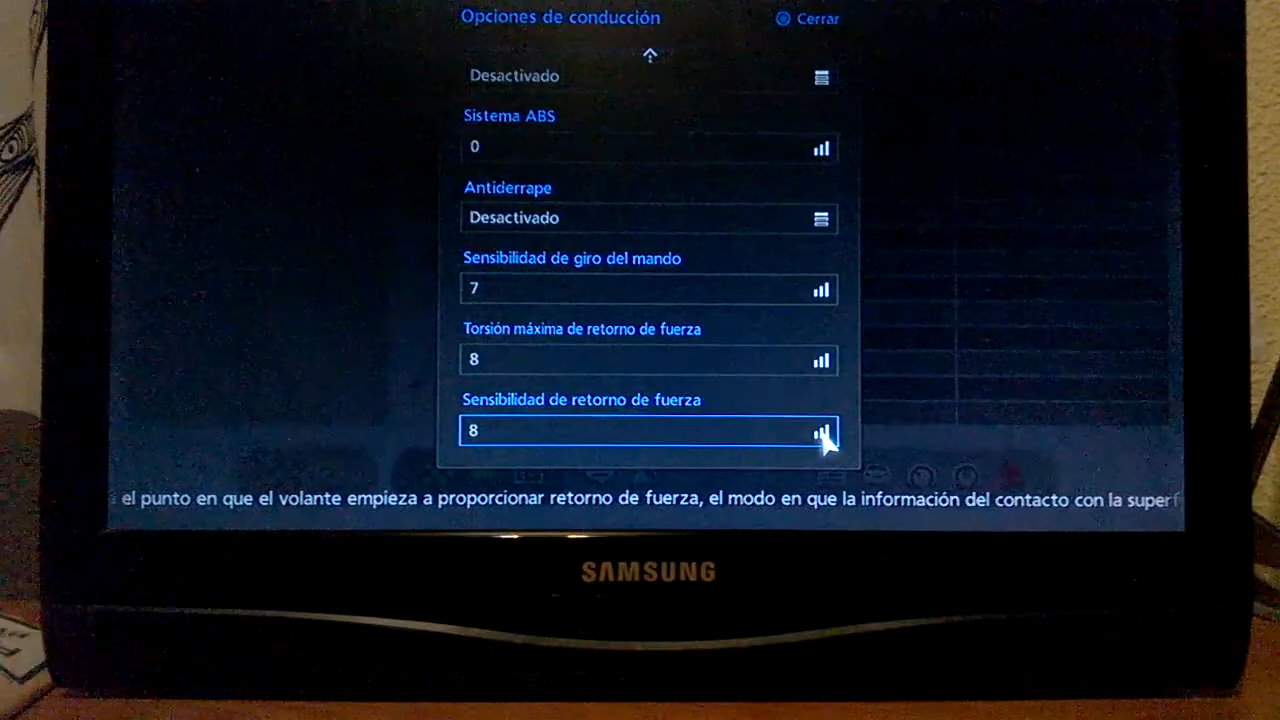 Opciones de conducción
Cerrar
Desactivado
Sistema ABS
0
Antiderrape
Desactivado
Sensibilidad de giro del mando
7
Torsión máxima de retorno de fuerza
8
Sensibilidad de retorno de fuerza
8
el punto en que el volante empieza a proporcionar retorno de fuerza, el modo en que la información del contacto con la superf
SAMSUNG